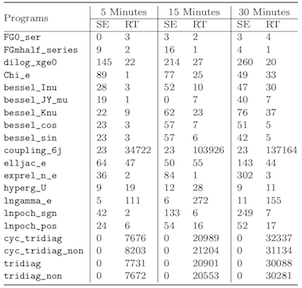 Programs 5 Minutes 15 Minutes 30 Minutes
SE RT SE RT SE RT
FG0_ser 0 3 3 2 3 4
FGmhalf_series 9 2 16 1 4 1
dilog_xge0 145 22 214 27 260 20
Chi_e 89 1 77 25 49 33
bessel_Inu 28 3 52 10 47 30
bessel_JY_mu 19 1 0 7 40 7
bessel_Knu 22 9 62 23 76 37
bessel_cos 23 3 57 7 51 5
bessel_sin 23 3 57 6 42 5
coupling_6j 23 34722 23 103926 23 137164
elljac_e 64 47 50 55 143 44
exprel_n_e 36 2 84 1 302 3
hyperg_U 9 19 12 28 9 11
lngamma_e 5 111 6 272 11 155
lnpoch_sgn 42 2 133 6 249 7
lnpoch_pos 24 6 54 16 52 17
cyc_tridiag 0 7676 0 20989 0 32337
cyc_tridiag_non 0 8203 0 21204 0 31134
tridiag 0 7731 0 20901 0 30088
tridiag_non 0 7672 0 20553 0 30281